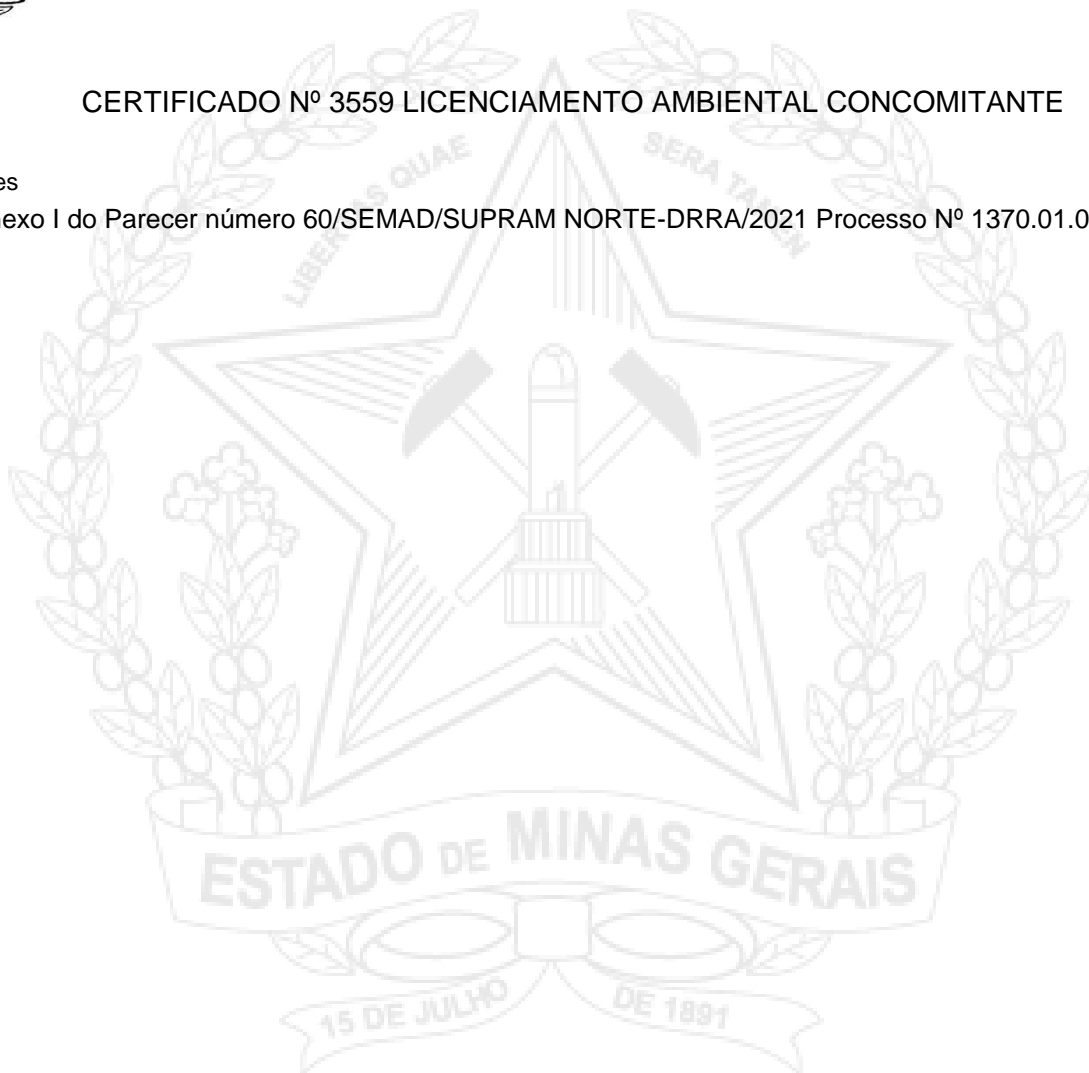 CERTIFICADO Nº 3559 LICENCIAMENTO AMBIENTAL CONCOMITANTE
es
nexo I do Parecer número 60/SEMAD/SUPRAM NORTE-DRRA/2021 Processo Nº 1370.01.0
LIBERTAS QUAE SERA TAMEN
ESTADO DE MINAS GERAIS
15 DE JULHO DE 1891